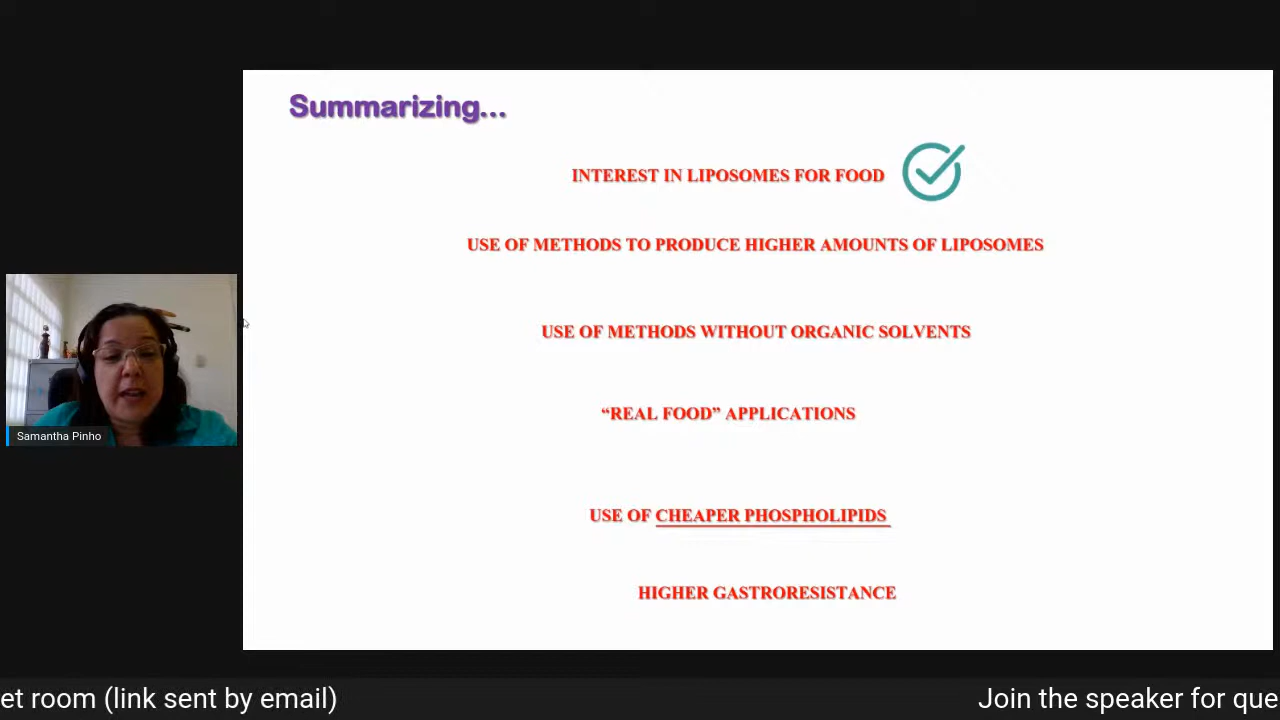 Summarizing...
INTEREST IN LIPOSOMES FOR FOOD
USE OF METHODS TO PRODUCE HIGHER AMOUNTS OF LIPOSOMES
USE OF METHODS WITHOUT ORGANIC SOLVENTS
“REAL FOOD” APPLICATIONS
Samantha Pinho
USE OF CHEAPER PHOSPHOLIPIDS
HIGHER GASTRORESISTANCE
et room (link sent by email)
Join the speaker for que